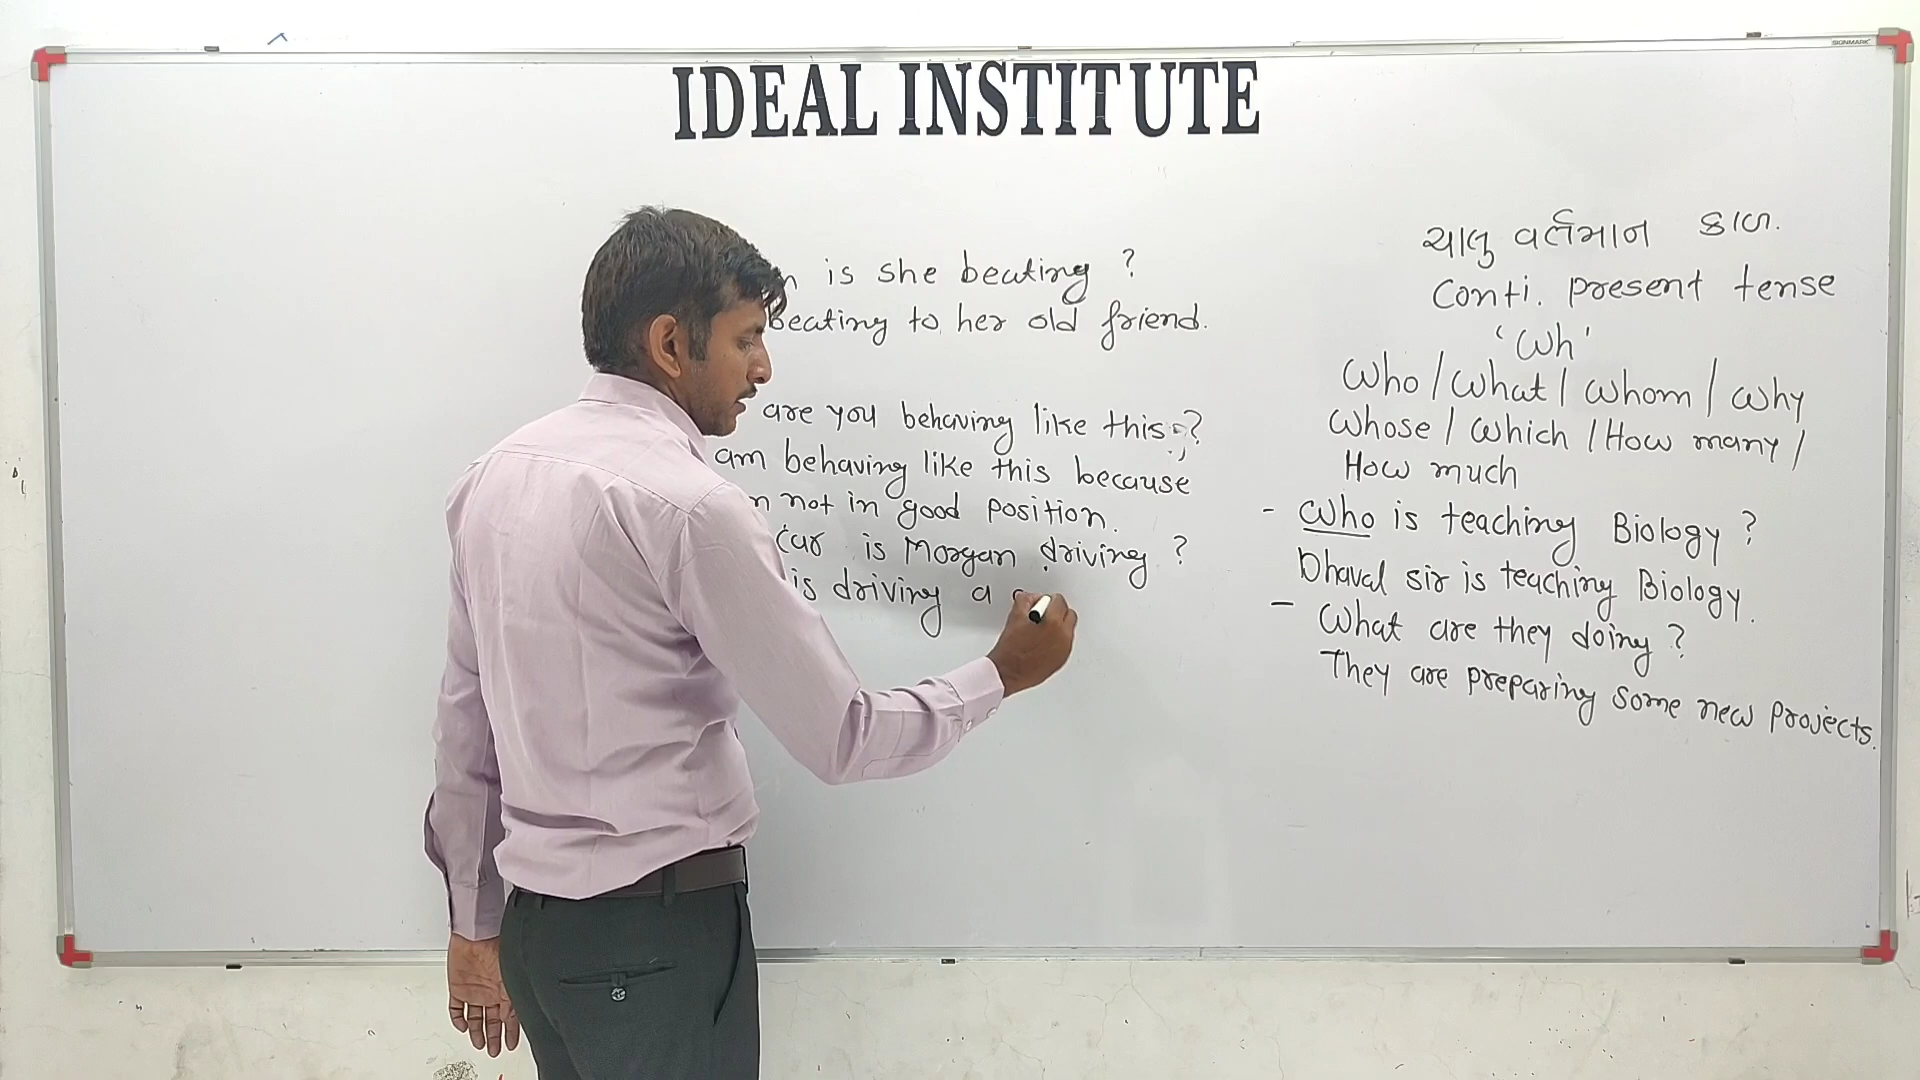 SIGNMARK
IDEAL INSTITUTE
is she beating ?
beating to her old friend.
are you behaving like this ?
am behaving like this because
not in good position.
Car is Morgan driving ?
is driving a
ચાલુ વર્તમાન કાળ.
Conti. present tense
'Wh'
Who / What / Whom / Why
Whose / Which / How many /
How much
- Who is teaching Biology ?
Dhaval sir is teaching Biology.
- What are they doing ?
They are preparing some new projects.